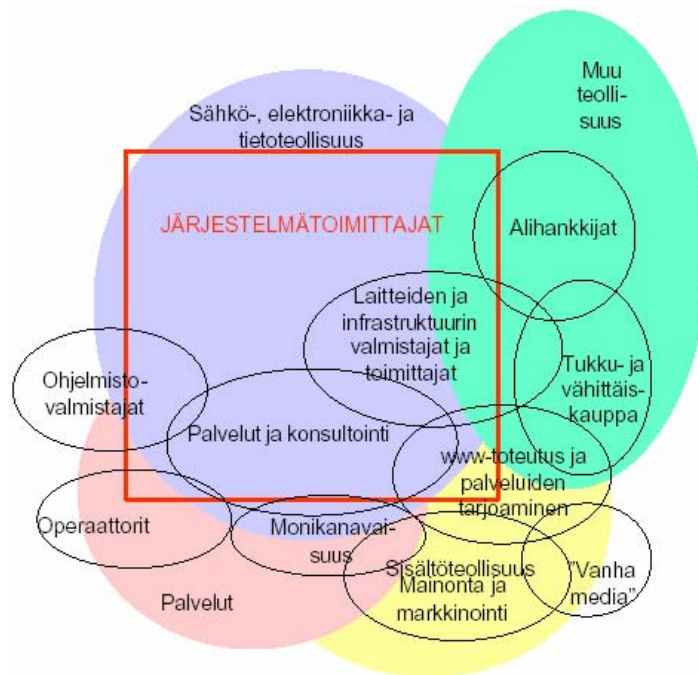 Muu
teolli-
suus
Sähkö-, elektroniikka- ja
tietoteollisuus
JÄRJESTELMÄTOIMITTAJAT
Alihankkijat
Laitteiden ja
infrastruktuurin
valmistajat ja
toimittajat
Tukku- ja
vähittäis-
kauppa
Ohjelmisto-
valmistajat
Palvelut ja konsultointi
www-toteutus ja
palveluiden
tarjoaminen
Operaattorit
Monikanavai-
suus
Sisältöteollisuus
Mainonta ja
markkinointi
"Vanha
media"
Palvelut